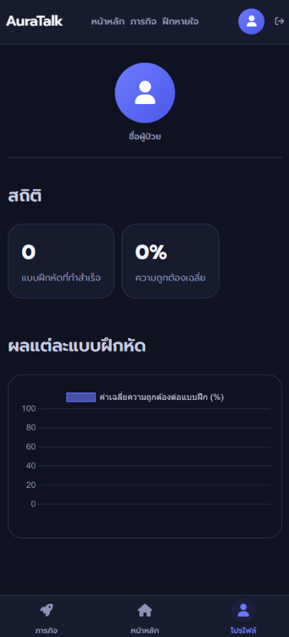 AuraTalk หน้าหลัก ภารกิจ ฝึกหายใจ
ชื่อผู้ป่วย
สถิติ
0 0%
แบบฝึกหัดที่ทำสำเร็จ ความถูกต้องเฉลี่ย
ผลแต่ละแบบฝึกหัด
ค่าเฉลี่ยความถูกต้องต่อแบบฝึก (%)
100
80
60
40
20
0
ภารกิจ หน้าหลัก โปรไฟล์